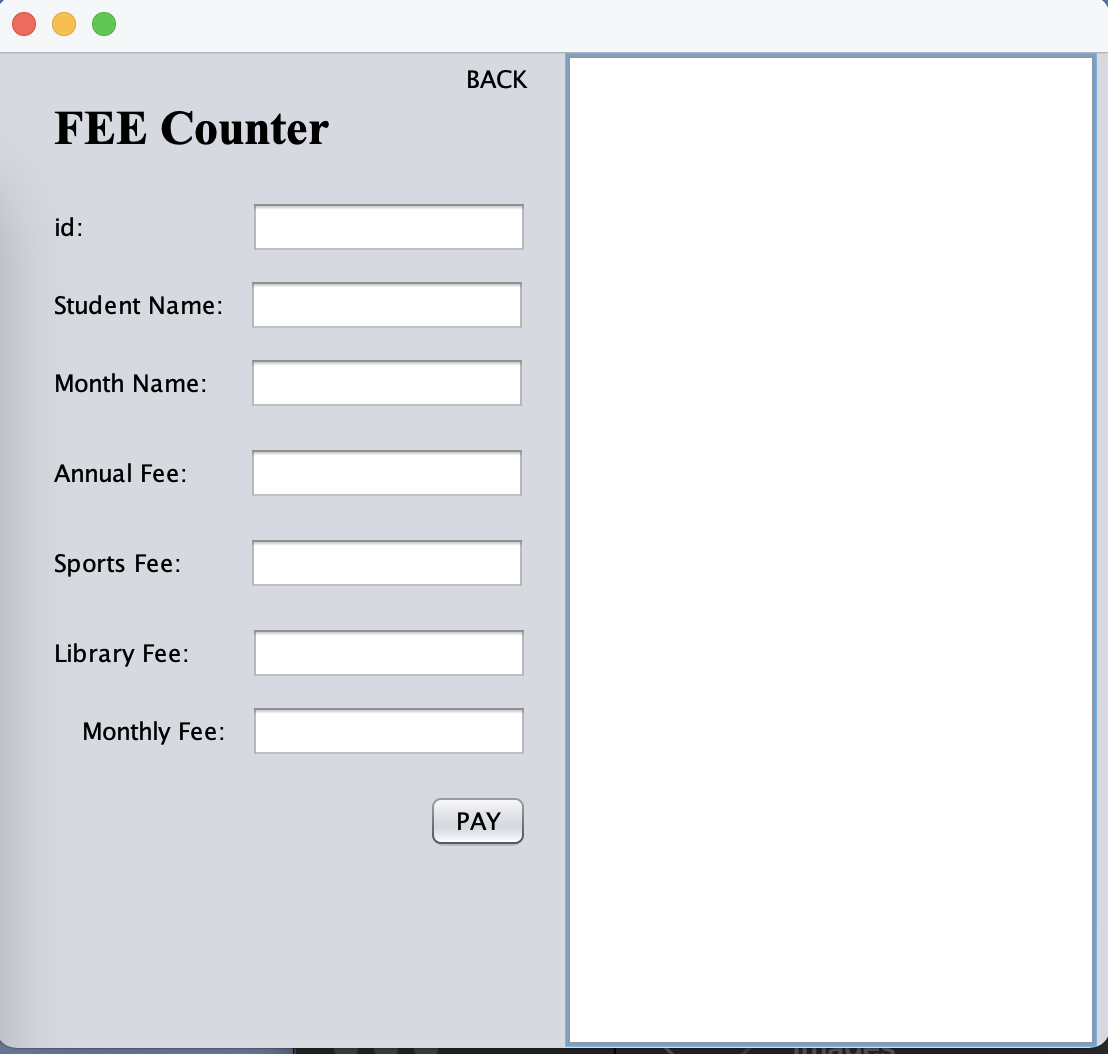 BACK
FEE Counter
id:
Student Name:
Month Name:
Annual Fee:
Sports Fee:
Library Fee:
Monthly Fee:
PAY